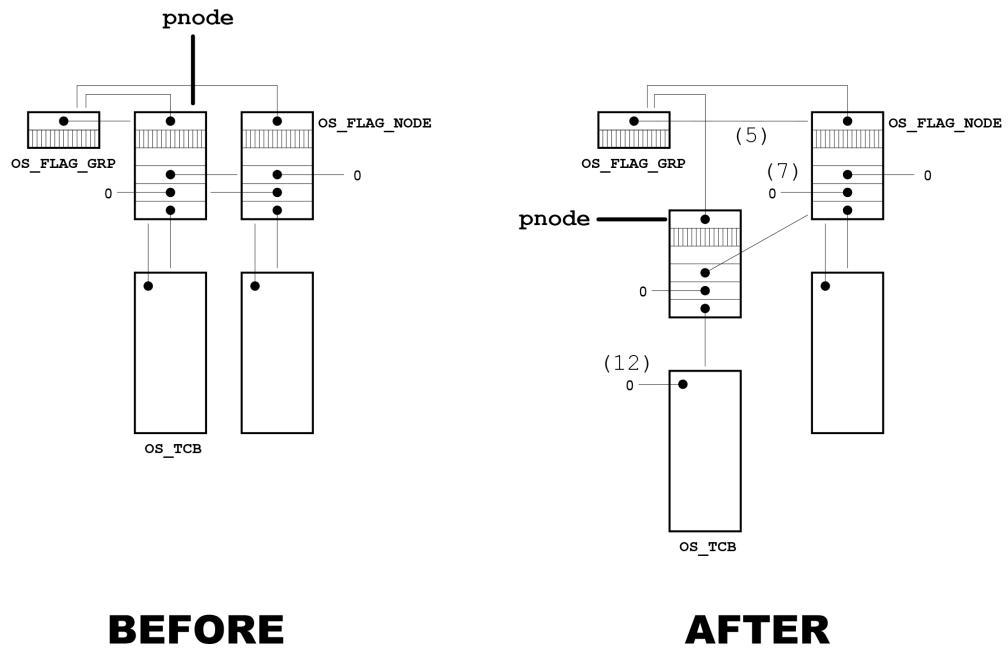 pnode
OS_FLAG_NODE
OS_FLAG_GRP
0
0
OS_TCB
BEFORE
OS_FLAG_NODE
(5)
OS_FLAG_GRP
(7)
0
0
pnode
0
(12)
0
OS_TCB
AFTER